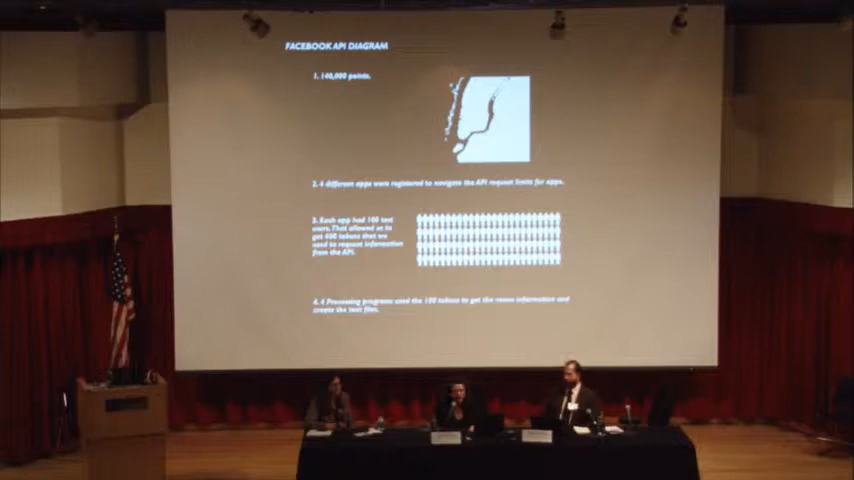 FACEBOOK API DIAGRAM
1. 140,000 points.
2. 4 different apps were registered to navigate the API request limits for apps.
3. Each app had 100 test
users. That allowed us to
get 400 tokens that we
used to request information
from the API.
4. 4 Processing programs used the 100 tokens to get the name information and
create the text files.